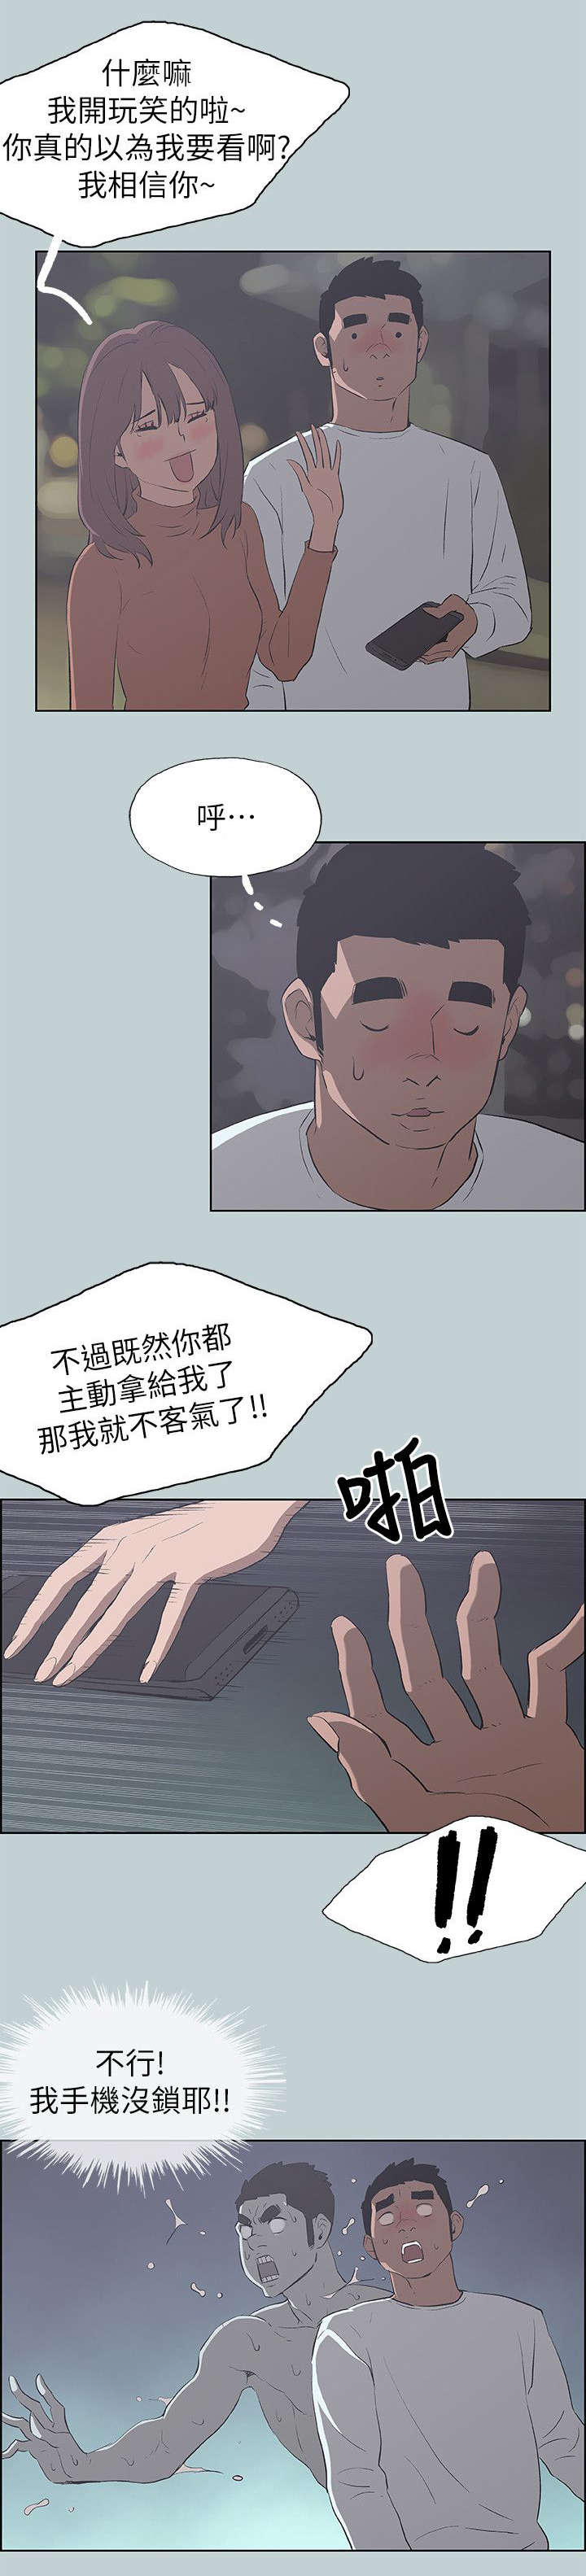 什麼嘛
我開玩笑的啦~
你真的以為我要看啊?
我相信你~
呼…
不過既然你都
主動拿給我了
那我就不客氣了!!
啪
!!
不行!
我手機沒鎖耶!!